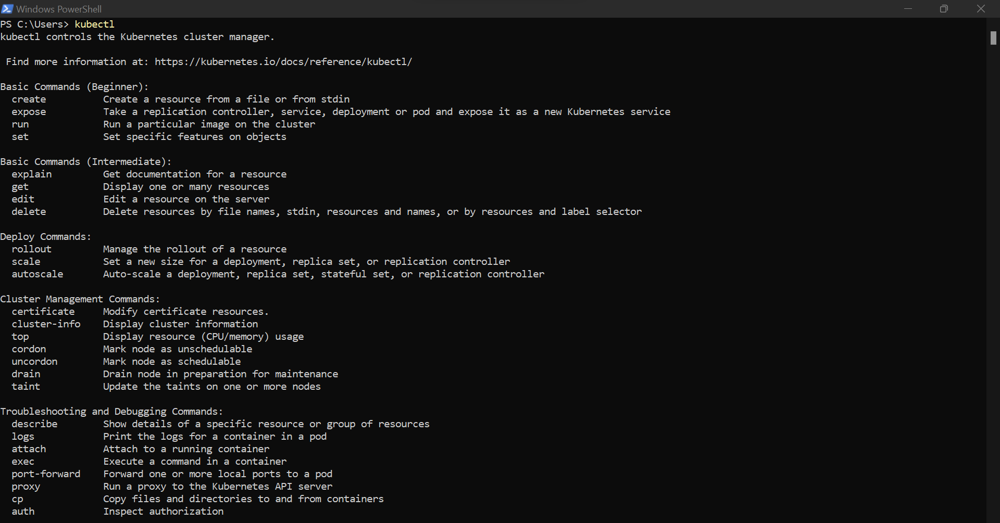 Windows PowerShell
PS C:\Users> kubectl
kubectl controls the Kubernetes cluster manager.
Find more information at: https://kubernetes.io/docs/reference/kubectl/
Basic Commands (Beginner):
create Create a resource from a file or from stdin
expose Take a replication controller, service, deployment or pod and expose it as a new Kubernetes service
run Run a particular image on the cluster
set Set specific features on objects
Basic Commands (Intermediate):
explain Get documentation for a resource
get Display one or many resources
edit Edit a resource on the server
delete Delete resources by file names, stdin, resources and names, or by resources and label selector
Deploy Commands:
rollout Manage the rollout of a resource
scale Set a new size for a deployment, replica set, or replication controller
autoscale Auto-scale a deployment, replica set, stateful set, or replication controller
Cluster Management Commands:
certificate Modify certificate resources.
cluster-info Display cluster information
top Display resource (CPU/memory) usage
cordon Mark node as unschedulable
uncordon Mark node as schedulable
drain Drain node in preparation for maintenance
taint Update the taints on one or more nodes
Troubleshooting and Debugging Commands:
describe Show details of a specific resource or group of resources
logs Print the logs for a container in a pod
attach Attach to a running container
exec Execute a command in a container
port-forward Forward one or more local ports to a pod
proxy Run a proxy to the Kubernetes API server
cp Copy files and directories to and from containers
auth Inspect authorization